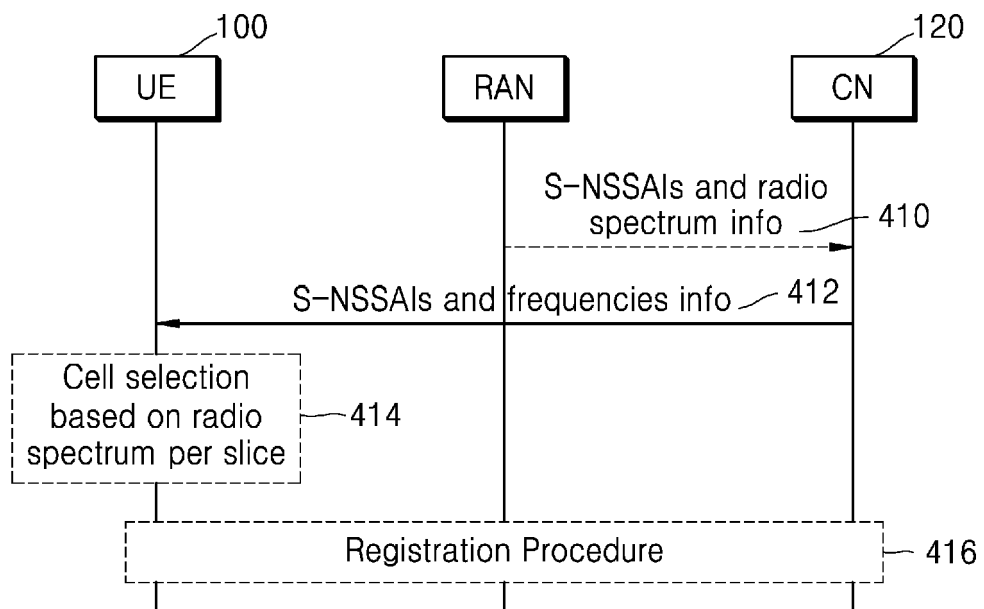 100
120
UE
RAN
CN
S-NSSAIs and radio
spectrum info
410
S-NSSAIs and frequencies info
412
Cell selection
based on radio
spectrum per slice
414
Registration Procedure
416